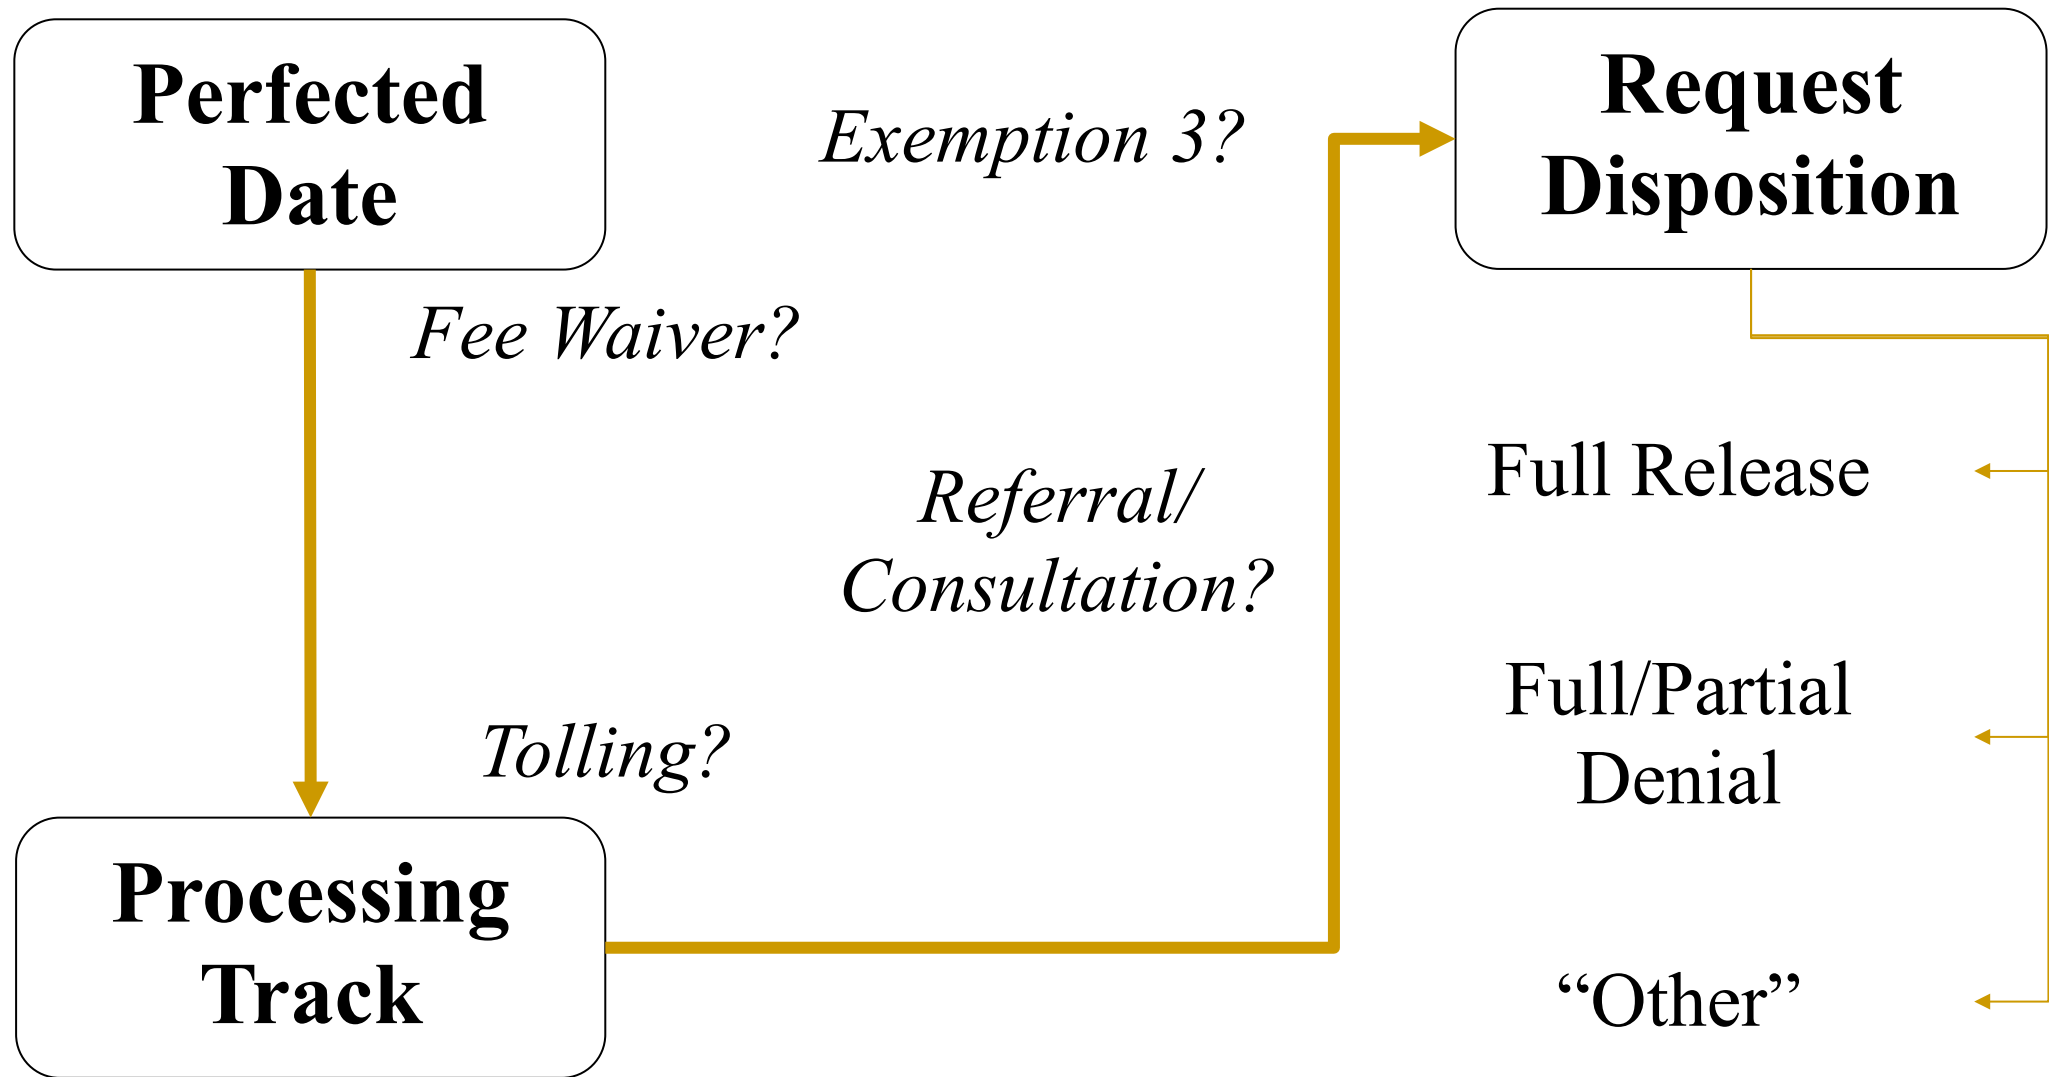 Perfected
Date
Fee Waiver?
Tolling?
Processing
Track
Exemption 3?
Referral/
Consultation?
Request
Disposition
Full Release
Full/Partial
Denial
“Other”